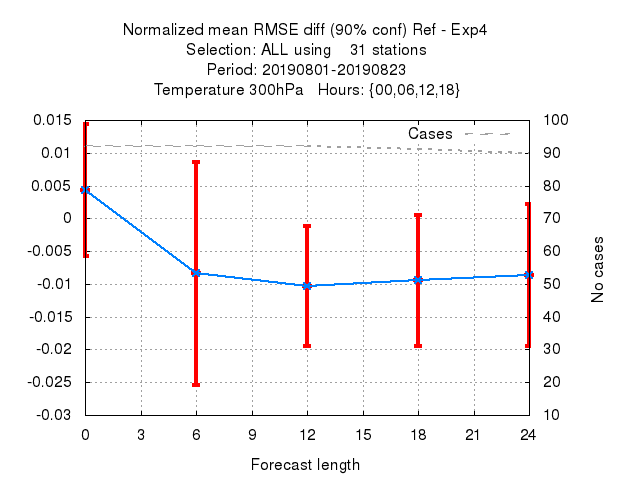 Normalized mean RMSE diff (90% conf) Ref - Exp4
Selection: ALL using    31 stations
Period: 20190801-20190823
Temperature 300hPa   Hours: {00,06,12,18}
Cases
0.015
0.01
0.005
0
-0.005
-0.01
-0.015
-0.02
-0.025
-0.03
100
90
80
70
60
50
40
30
20
10
No cases
0 3 6 9 12 15 18 21 24
Forecast length